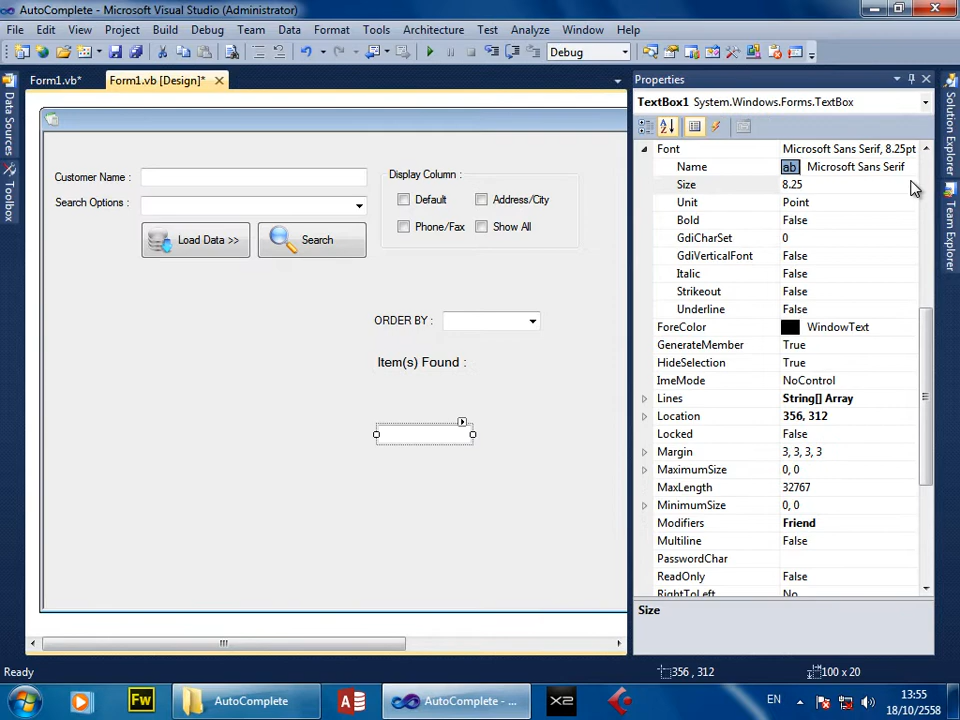 AutoComplete - Microsoft Visual Studio (Administrator)
File Edit View Project Build Debug Team Data Format Tools Architecture Test Analyze Window Help
Debug
Form1.vb* Form1.vb [Design]*
Data Sources
Toolbox
Customer Name :
Search Options :
Load Data >> Search
Display Column :
Default Address/City
Phone/Fax Show All
ORDER BY :
Item(s) Found :
Properties
TextBox1 System.Windows.Forms.TextBox
Font Microsoft Sans Serif, 8.25pt
Name ab Microsoft Sans Serif
Size 8.25
Unit Point
Bold False
GdiCharSet 0
GdiVerticalFont False
Italic False
Strikeout False
Underline False
ForeColor WindowText
GenerateMember True
HideSelection True
ImeMode NoControl
Lines String[] Array
Location 356, 312
Locked False
Margin 3, 3, 3, 3
MaximumSize 0, 0
MaxLength 32767
MinimumSize 0, 0
Modifiers Friend
Multiline False
PasswordChar
ReadOnly False
RightToLeft No
Size
Solution Explorer
Team Explorer
Ready 356 , 312 100 x 20
Fw AutoComplete A AutoComplete - ... X2 EN 13:55
18/10/2558